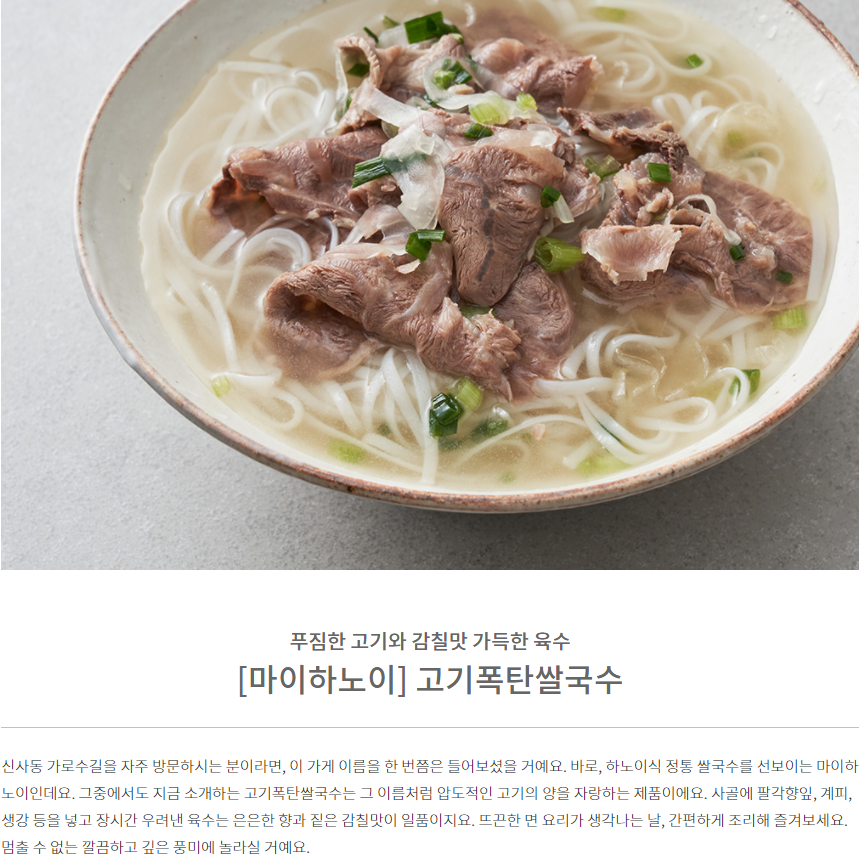 푸짐한 고기와 감칠맛 가득한 육수
[마이하노이] 고기폭탄쌀국수
신사동 가로수길을 자주 방문하시는 분이라면, 이 가게 이름을 한 번쯤은 들어보셨을 거예요. 바로, 하노이식 정통 쌀국수를 선보이는 마이하
노이인데요. 그중에서도 지금 소개하는 고기폭탄쌀국수는 그 이름처럼 압도적인 고기의 양을 자랑하는 제품이에요. 사골에 팔각향잎, 계피,
생강 등을 넣고 장시간 우려낸 육수는 은은한 향과 짙은 감칠맛이 일품이지요. 뜨끈한 면 요리가 생각나는 날, 간편하게 조리해 즐겨보세요.
멈출 수 없는 깔끔하고 깊은 풍미에 놀라실 거예요.